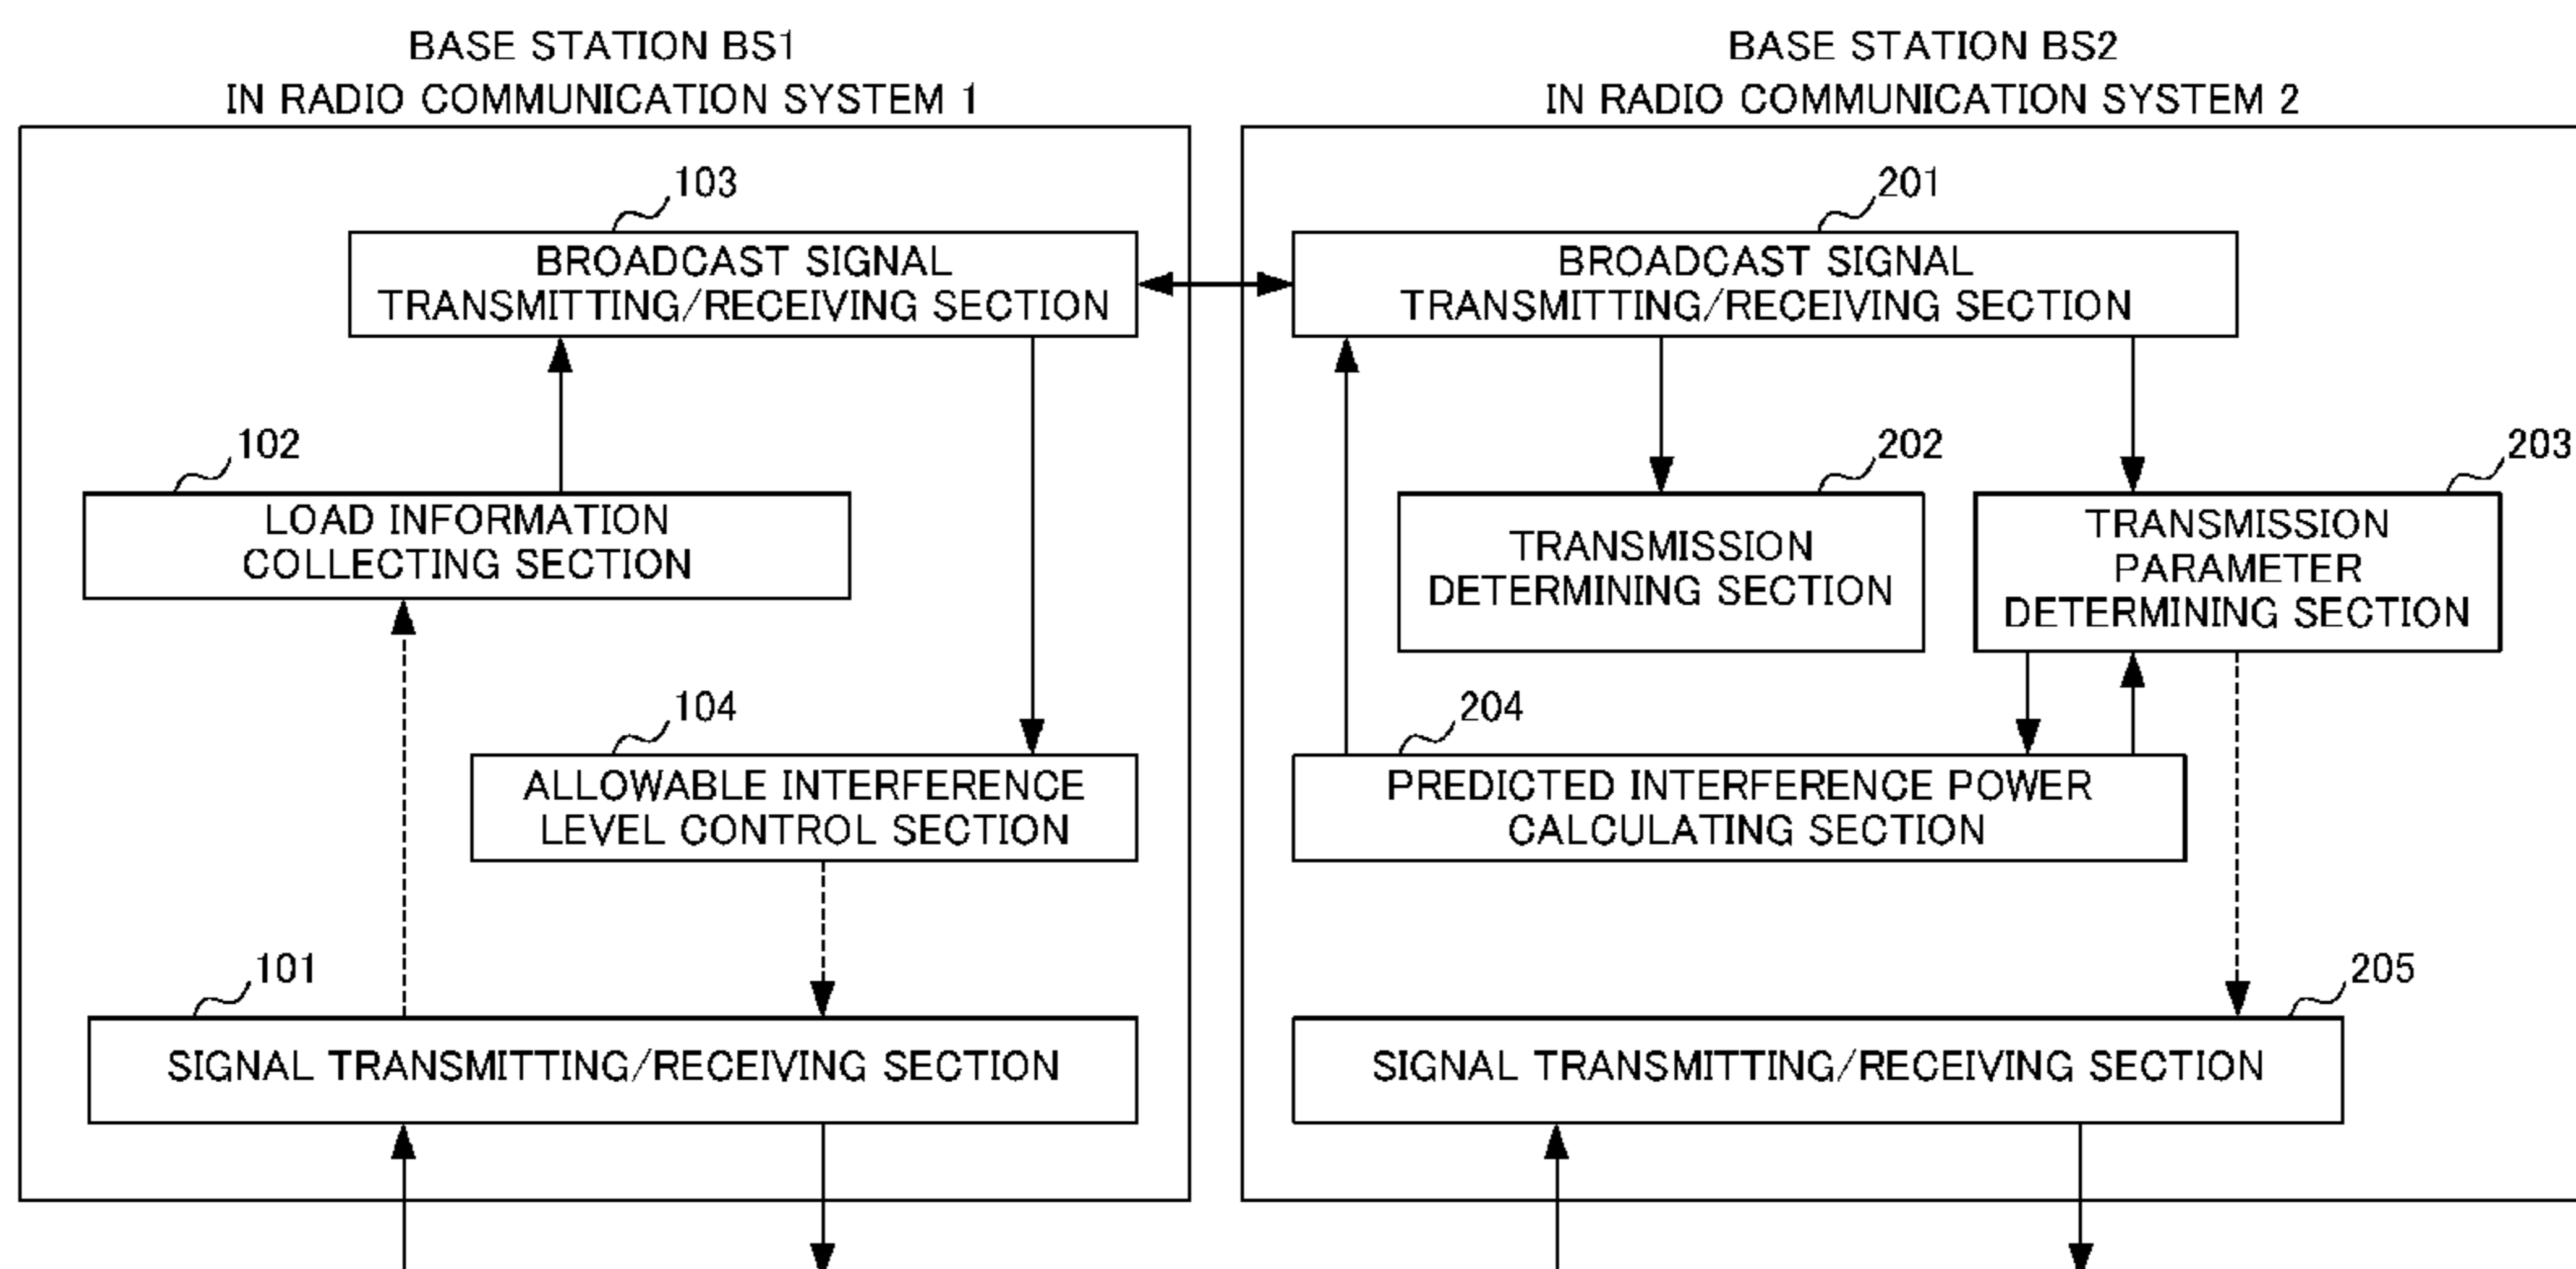 BASE STATION BS1
IN RADIO COMMUNICATION SYSTEM 1
103
BROADCAST SIGNAL
TRANSMITTING/RECEIVING SECTION
102
LOAD INFORMATION
COLLECTING SECTION
104
ALLOWABLE INTERFERENCE
LEVEL CONTROL SECTION
101
SIGNAL TRANSMITTING/RECEIVING SECTION
BASE STATION BS2
IN RADIO COMMUNICATION SYSTEM 2
201
BROADCAST SIGNAL
TRANSMITTING/RECEIVING SECTION
202
TRANSMISSION
DETERMINING SECTION
203
TRANSMISSION
PARAMETER
DETERMINING SECTION
204
PREDICTED INTERFERENCE POWER
CALCULATING SECTION
205
SIGNAL TRANSMITTING/RECEIVING SECTION